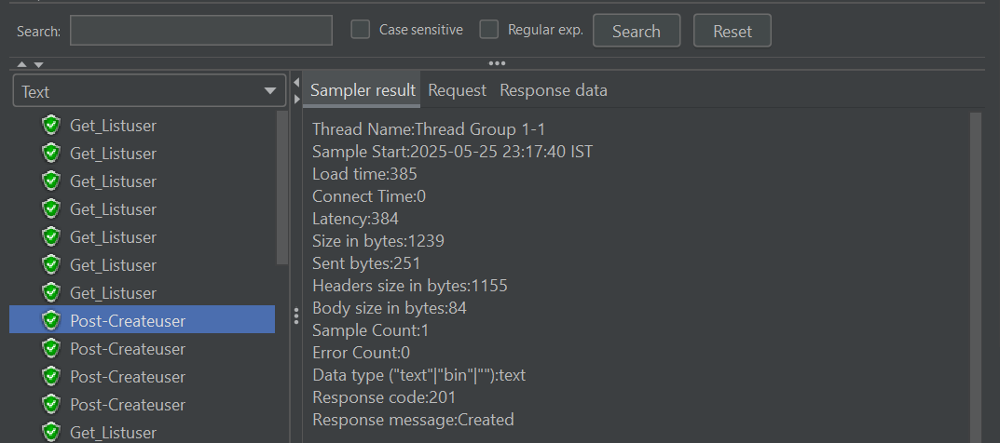 Search:
Case sensitive
Regular exp.
Search
Reset
Text
Sampler result
Request
Response data
Get_Listuser
Get_Listuser
Get_Listuser
Get_Listuser
Get_Listuser
Get_Listuser
Get_Listuser
Post-Createuser
Post-Createuser
Post-Createuser
Post-Createuser
Get_Listuser
Thread Name:Thread Group 1-1
Sample Start:2025-05-25 23:17:40 IST
Load time:385
Connect Time:0
Latency:384
Size in bytes:1239
Sent bytes:251
Headers size in bytes:1155
Body size in bytes:84
Sample Count:1
Error Count:0
Data type ("text"|"bin"|""):text
Response code:201
Response message:Created